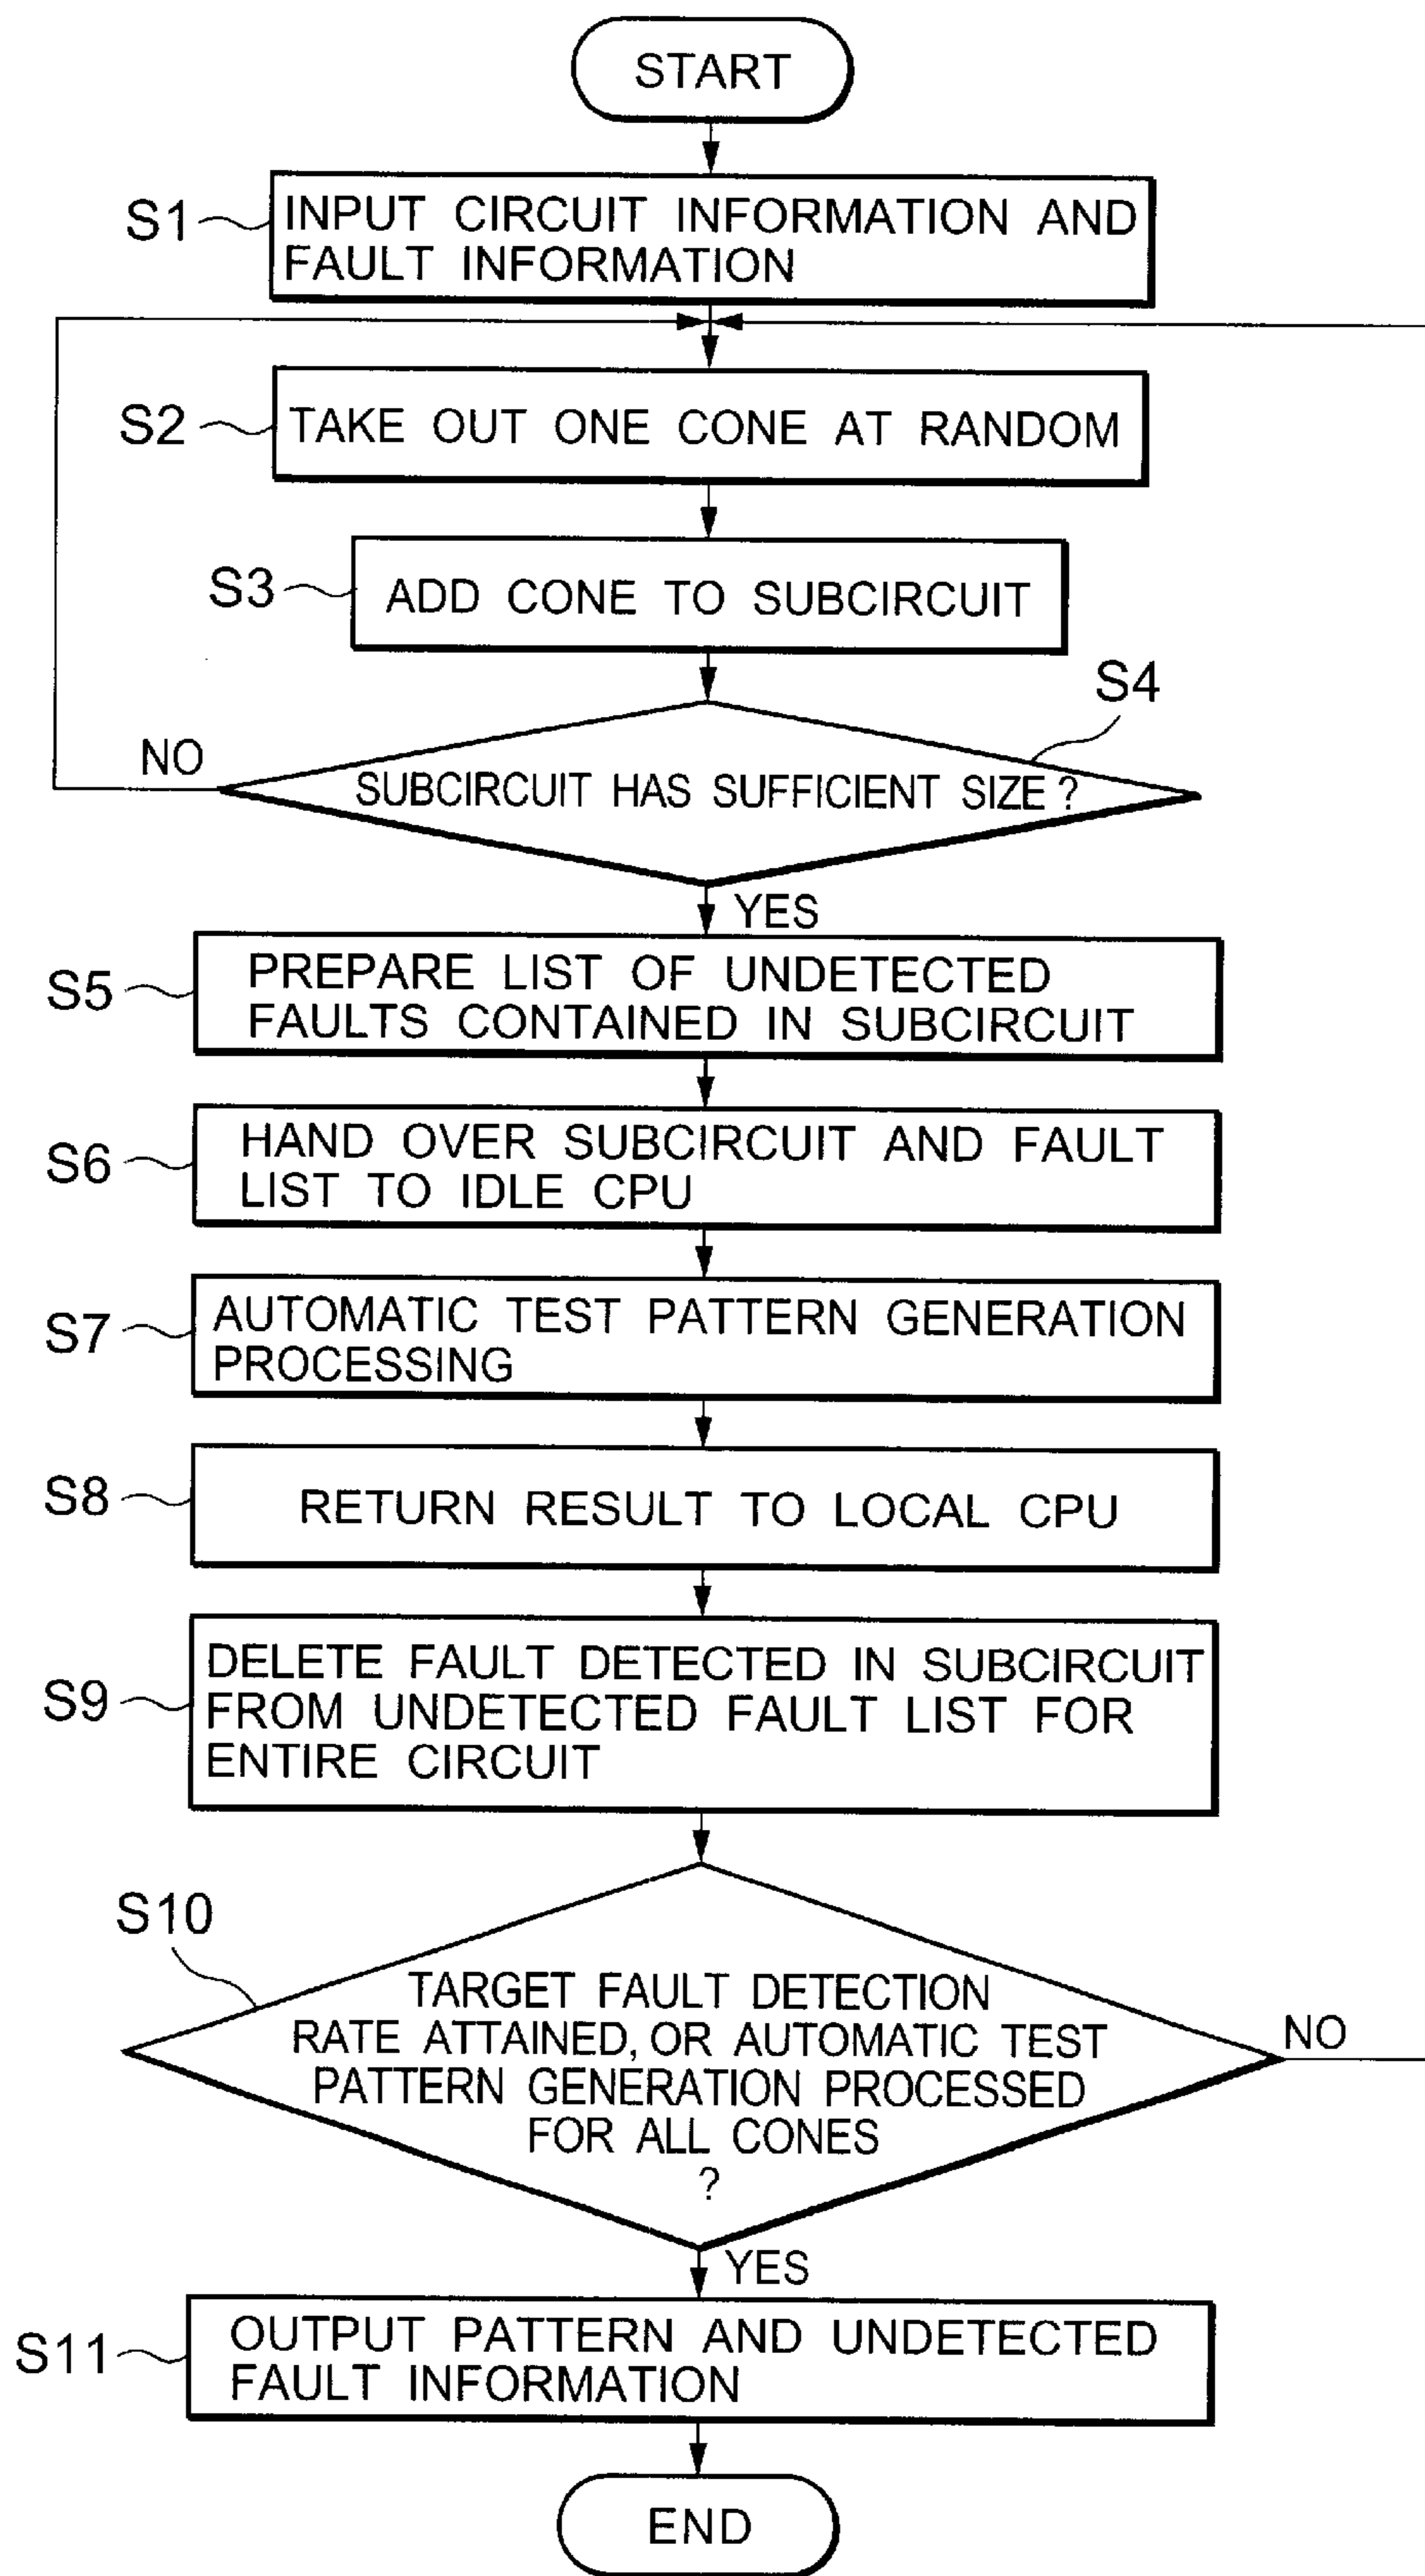 START
S1
INPUT CIRCUIT INFORMATION AND
FAULT INFORMATION
S2
TAKE OUT ONE CONE AT RANDOM
S3
ADD CONE TO SUBCIRCUIT
S4
NO
SUBCIRCUIT HAS SUFFICIENT SIZE ?
YES
S5
PREPARE LIST OF UNDETECTED
FAULTS CONTAINED IN SUBCIRCUIT
S6
HAND OVER SUBCIRCUIT AND FAULT
LIST TO IDLE CPU
S7
AUTOMATIC TEST PATTERN GENERATION
PROCESSING
S8
RETURN RESULT TO LOCAL CPU
S9
DELETE FAULT DETECTED IN SUBCIRCUIT
FROM UNDETECTED FAULT LIST FOR
ENTIRE CIRCUIT
S10
TARGET FAULT DETECTION
RATE ATTAINED, OR AUTOMATIC TEST
PATTERN GENERATION PROCESSED
FOR ALL CONES
?
NO
YES
S11
OUTPUT PATTERN AND UNDETECTED
FAULT INFORMATION
END